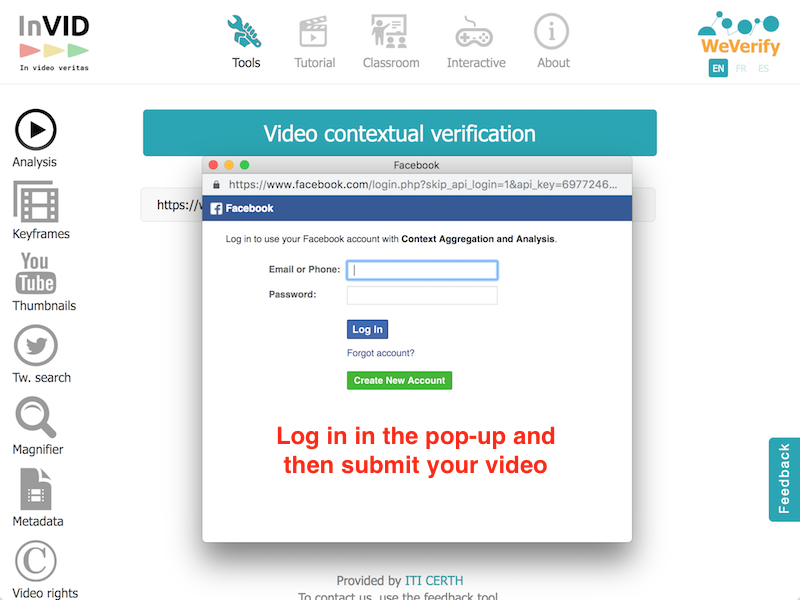 InVID
In video veritas
Tools
Tutorial
Classroom
Interactive
About
WeVerify
EN FR ES
Analysis
Keyframes
You
Tube
Thumbnails
Tw. search
Magnifier
Metadata
C
Video rights
Video contextual verification
https://
Facebook
https://www.facebook.com/login.php?skip_api_login=1&api_key=6977246...
f Facebook
Log in to use your Facebook account with Context Aggregation and Analysis.
Email or Phone:
Password:
Log In
Forgot account?
Create New Account
Log in in the pop-up and
then submit your video
Feedback
Provided by ITI CERTH
To contact us, use the feedback tool